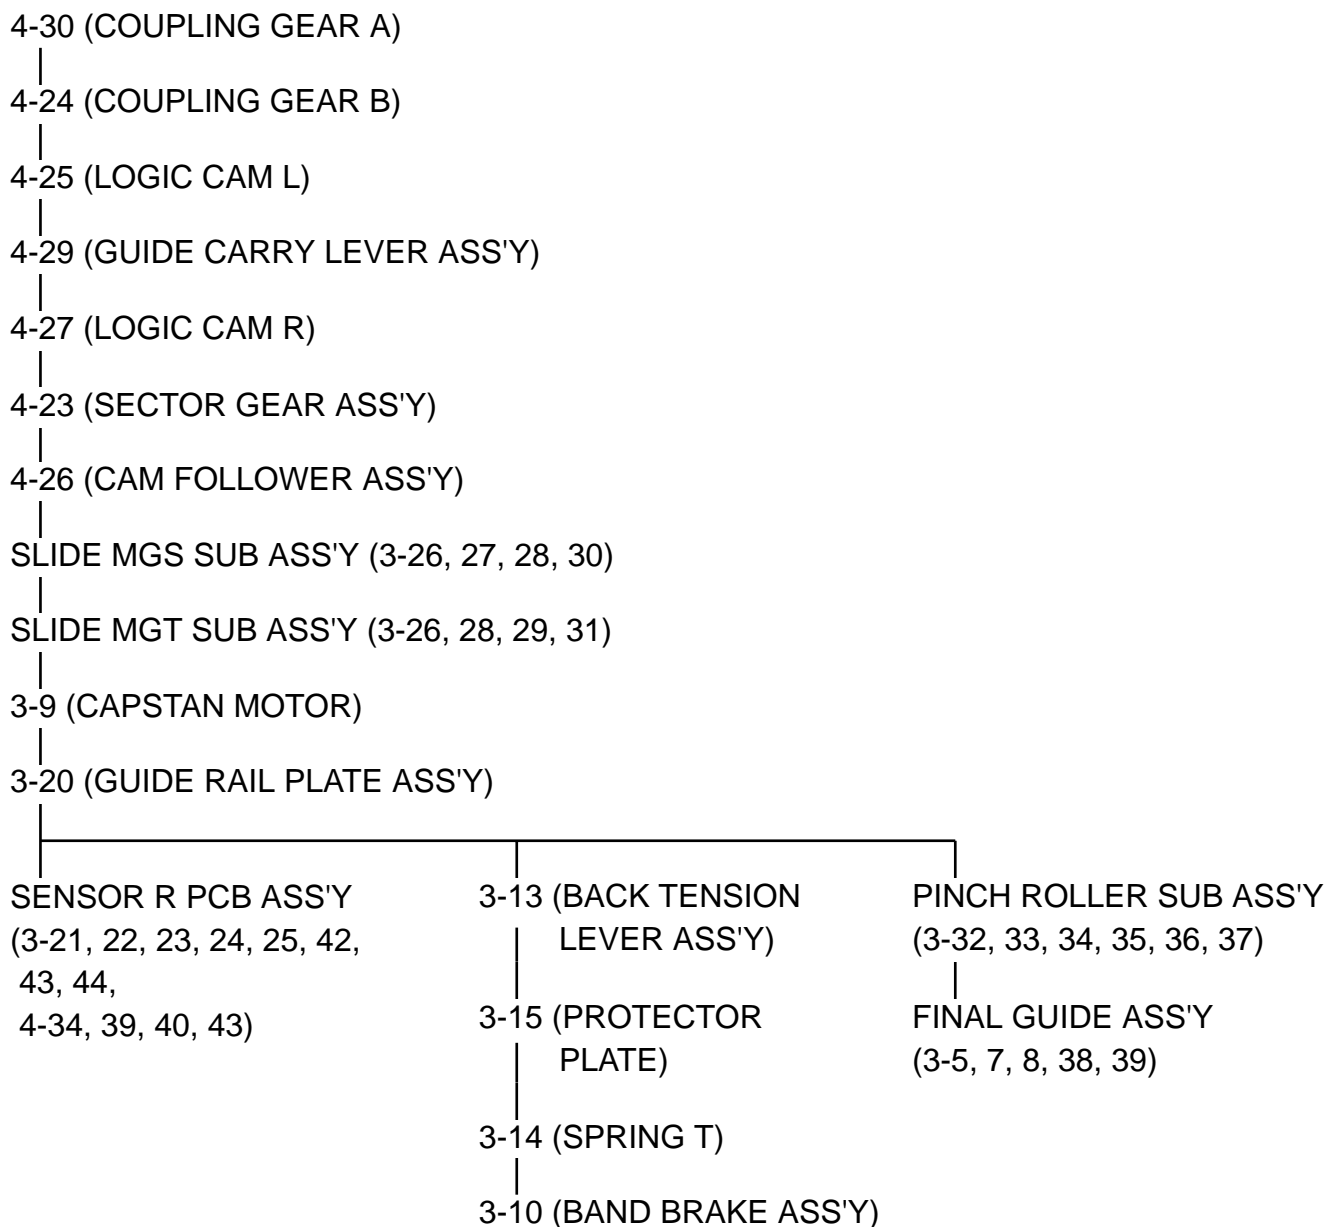 4-30 (COUPLING GEAR A)
4-24 (COUPLING GEAR B)
4-25 (LOGIC CAM L)
4-29 (GUIDE CARRY LEVER ASS'Y)
4-27 (LOGIC CAM R)
4-23 (SECTOR GEAR ASS'Y)
4-26 (CAM FOLLOWER ASS'Y)
SLIDE MGS SUB ASS'Y (3-26, 27, 28, 30)
SLIDE MGT SUB ASS'Y (3-26, 28, 29, 31)
3-9 (CAPSTAN MOTOR)
3-20 (GUIDE RAIL PLATE ASS'Y)
SENSOR R PCB ASS'Y
(3-21, 22, 23, 24, 25, 42,
43, 44,
4-34, 39, 40, 43)
3-13 (BACK TENSION
LEVER ASS'Y)
3-15 (PROTECTOR
PLATE)
3-14 (SPRING T)
3-10 (BAND BRAKE ASS'Y)
PINCH ROLLER SUB ASS'Y
(3-32, 33, 34, 35, 36, 37)
FINAL GUIDE ASS'Y
(3-5, 7, 8, 38, 39)